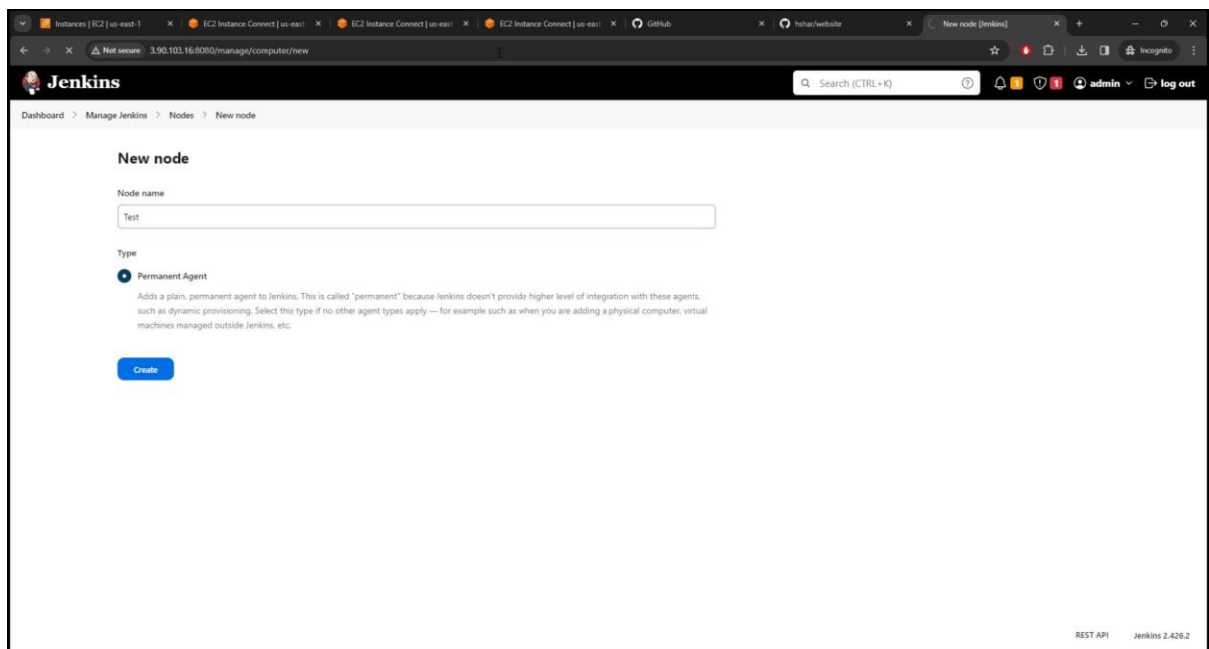 Instances | EC2 | us-east-1
EC2 Instance Connect | us-east
EC2 Instance Connect | us-east
EC2 Instance Connect | us-east
GitHub
hshar/website
New node [Jenkins]
Not secure 3.90.103.16:8080/manage/computer/new
Incognito
Jenkins
Search (CTRL+K)
1
1
admin
log out
Dashboard > Manage Jenkins > Nodes > New node
New node
Node name
Test
Type
Permanent Agent
Adds a plain, permanent agent to Jenkins. This is called "permanent" because Jenkins doesn't provide higher level of integration with these agents,
such as dynamic provisioning. Select this type if no other agent types apply — for example such as when you are adding a physical computer, virtual
machines managed outside Jenkins, etc.
Create
REST API
Jenkins 2.426.2